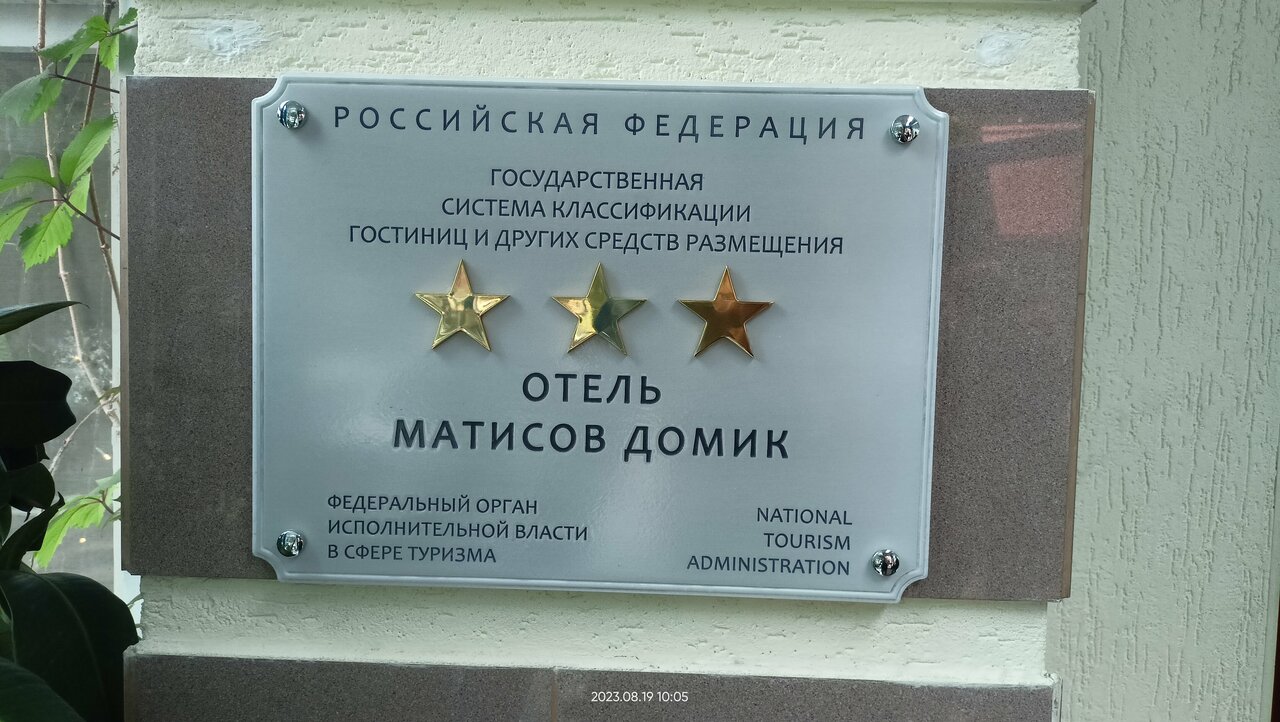 РОССИЙСКАЯ ФЕДЕРАЦИЯ
ГОСУДАРСТВЕННАЯ
СИСТЕМА КЛАССИФИКАЦИИ
ГОСТИНИЦ И ДРУГИХ СРЕДСТВ РАЗМЕЩЕНИЯ
ОТЕЛЬ
МАТИСОВ ДОМИК
ФЕДЕРАЛЬНЫЙ ОРГАН
ИСПОЛНИТЕЛЬНОЙ ВЛАСТИ
В СФЕРЕ ТУРИЗМА
NATIONAL
TOURISM
ADMINISTRATION
2023.08.19 10:05